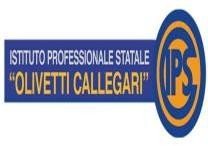 ISTITUTO PROFESSIONALE STATALE
"OLIVETTI CALLEGARI"
IPS